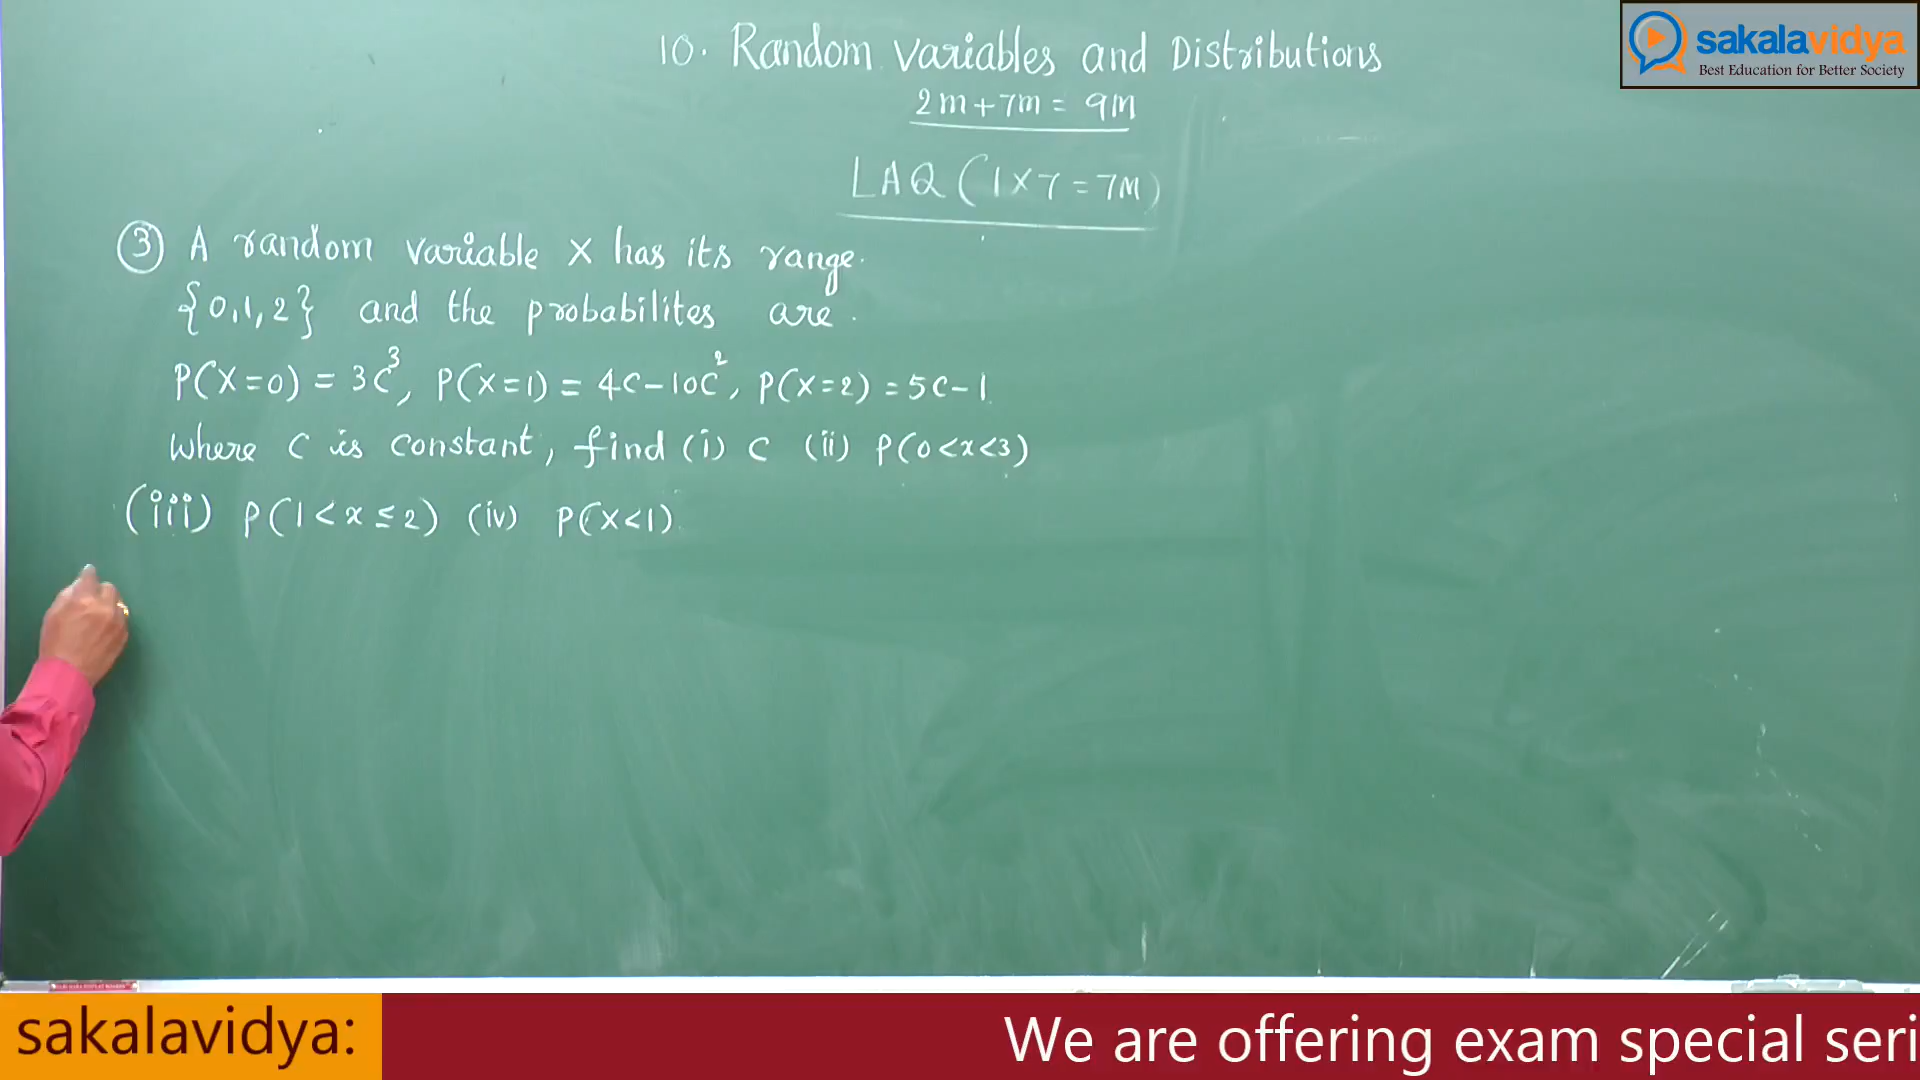 10. Random variables and Distributions
2m+7m = 9M
LAQ (1×7=7M)
③ A random variable X has its range.
{0,1,2} and the probabilites are.
P(X=0) = 3C³, P(X=1) = 4C-10C², P(X=2) = 5C-1
Where C is constant, find (i) C (ii) P(0<x<3)
(iii) P(1<x≤2) (iv) P(X<1)
sakalavidya
Best Education for Better Society
sakalavidya:
We are offering exam special seri